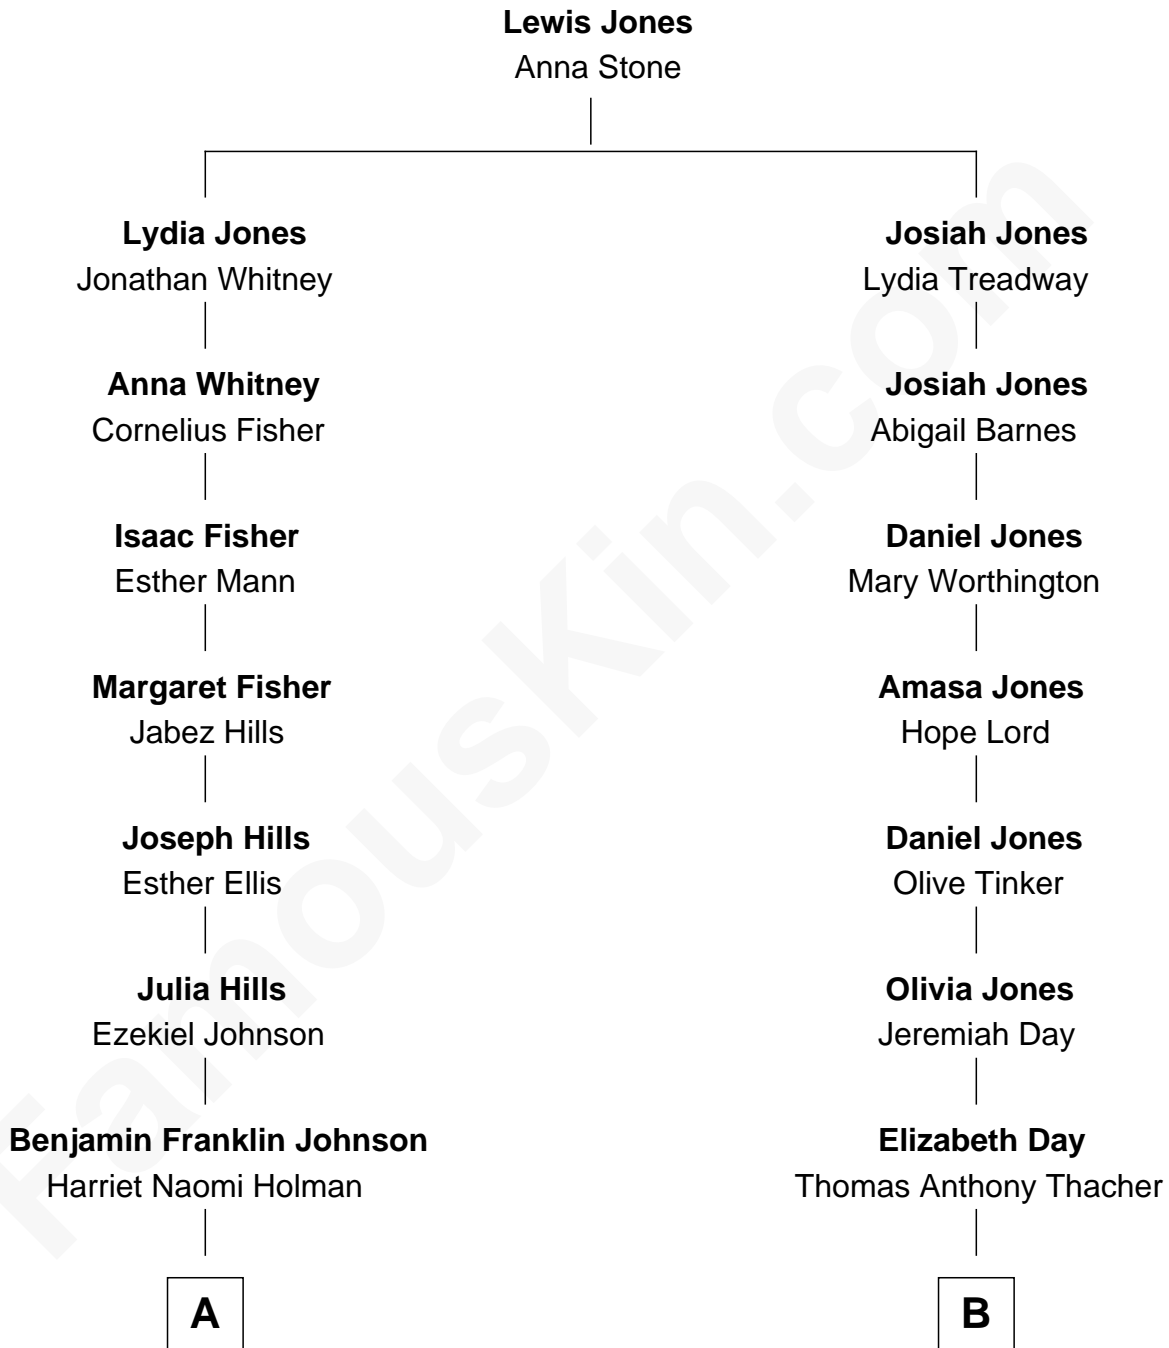 Lewis Jones
Anna Stone
Lydia Jones
Jonathan Whitney
Josiah Jones
Lydia Treadway
Anna Whitney
Cornelius Fisher
Josiah Jones
Abigail Barnes
Isaac Fisher
Esther Mann
Daniel Jones
Mary Worthington
Margaret Fisher
Jabez Hills
Amasa Jones
Hope Lord
Joseph Hills
Esther Ellis
Daniel Jones
Olive Tinker
Julia Hills
Ezekiel Johnson
Olivia Jones
Jeremiah Day
Benjamin Franklin Johnson
Harriet Naomi Holman
Elizabeth Day
Thomas Anthony Thacher
A
B
FamousKin.com